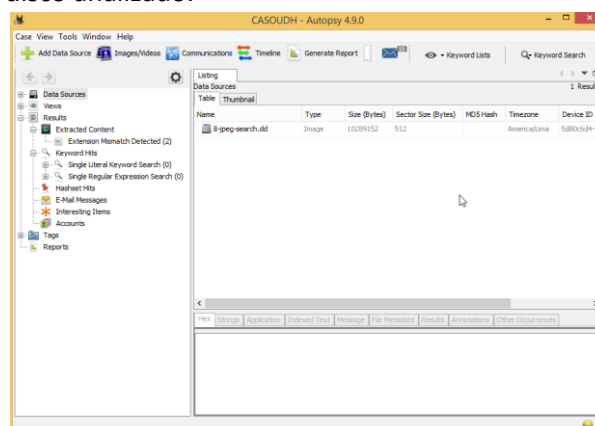 disco analizado.
CASOUDH - Autopsy 4.9.0
Case View Tools Window Help
Add Data Source Images/Videos Communications Timeline Generate Report Keyword Lists Keyword Search
Listing
Data Sources
1 Resul
Table Thumbnail
Name Type Size (Bytes) Sector Size (Bytes) MD5 Hash Timezone Device ID
8-jpeg-search.dd Image 10289152 512 America/Lima
Data Sources
Views
Results
Extracted Content
Extension Mismatch Detected (2)
Keyword Hits
Single Literal Keyword Search (0)
Single Regular Expression Search (0)
Hashset Hits
E-Mail Messages
Interesting Items
Accounts
Tags
Reports
Hex Strings Application Indexed Text Message File Metadata Results Annotations Other Occurrences